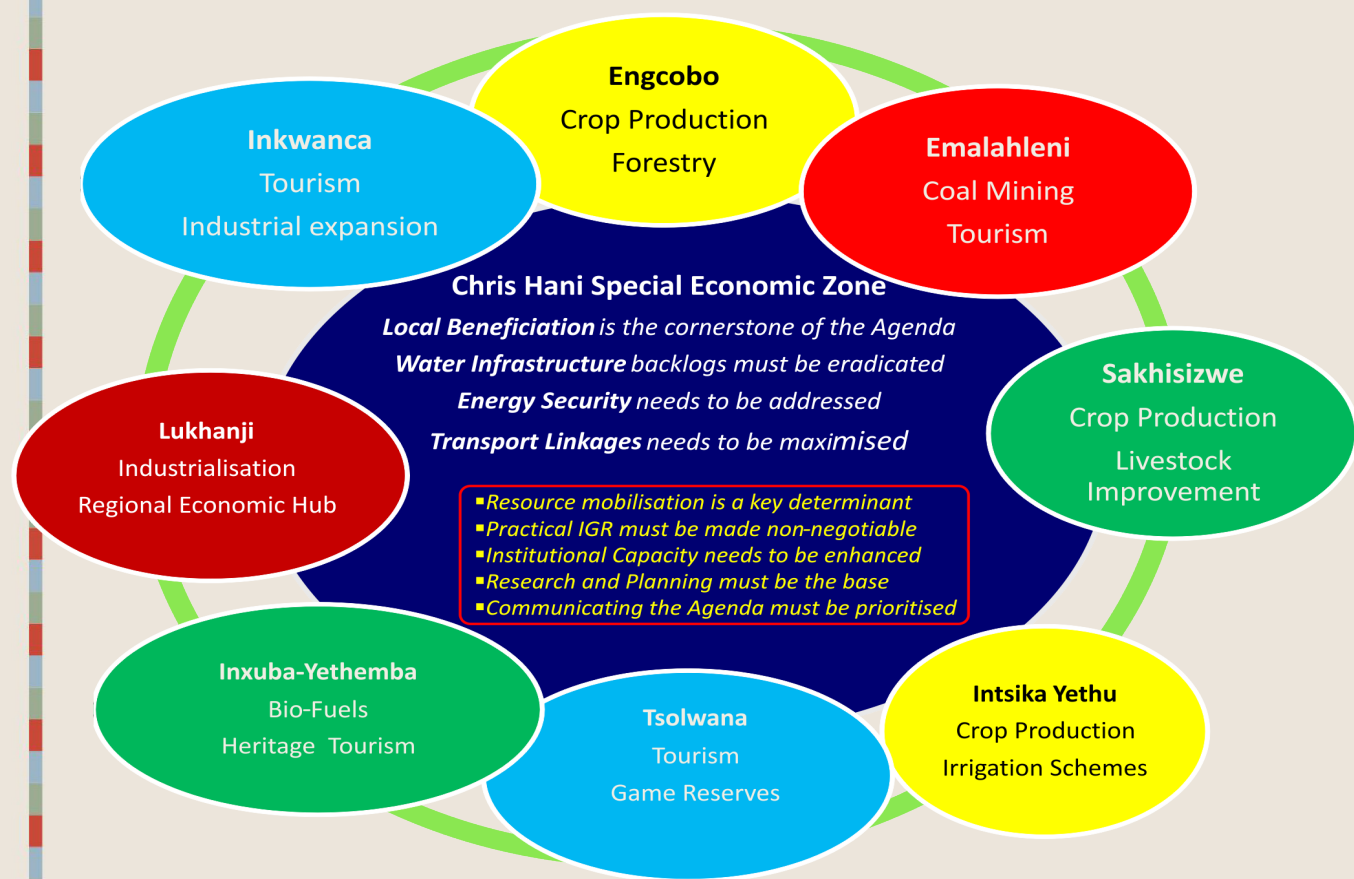 Engcobo
Crop Production
Forestry
Emalahleni
Coal Mining
Tourism
Inkwanca
Tourism
Industrial expansion
Chris Hani Special Economic Zone
Local Beneficiation is the cornerstone of the Agenda
Water Infrastructure backlogs must be eradicated
Energy Security needs to be addressed
Transport Linkages needs to be maximised
▪Resource mobilisation is a key determinant
▪Practical IGR must be made non-negotiable
▪Institutional Capacity needs to be enhanced
▪Research and Planning must be the base
▪Communicating the Agenda must be prioritised
Sakhisizwe
Crop Production
Livestock
Improvement
Lukhanji
Industrialisation
Regional Economic Hub
Inxuba-Yethemba
Bio-Fuels
Heritage Tourism
Tsolwana
Tourism
Game Reserves
Intsika Yethu
Crop Production
Irrigation Schemes